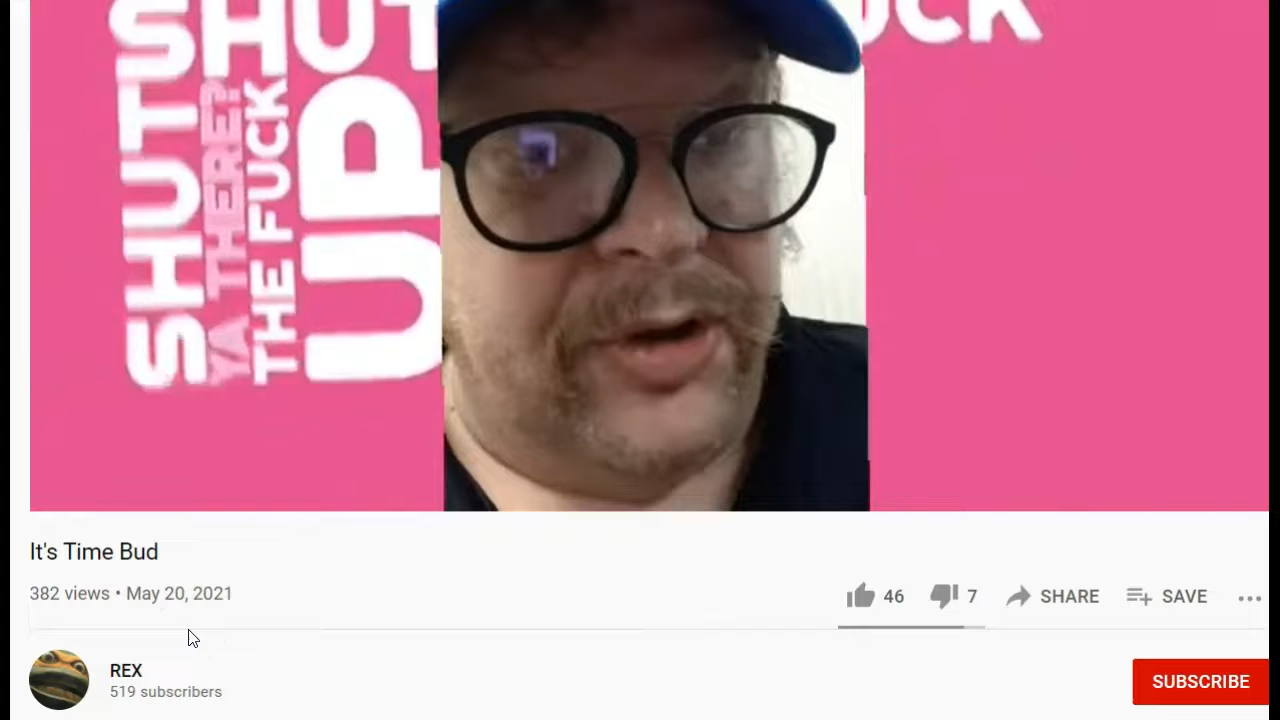 SHUTS
YA THERE?
THE FUCK
UP
SHUT
UCK
It's Time Bud
382 views • May 20, 2021
46
7
SHARE
SAVE
REX
519 subscribers
SUBSCRIBE